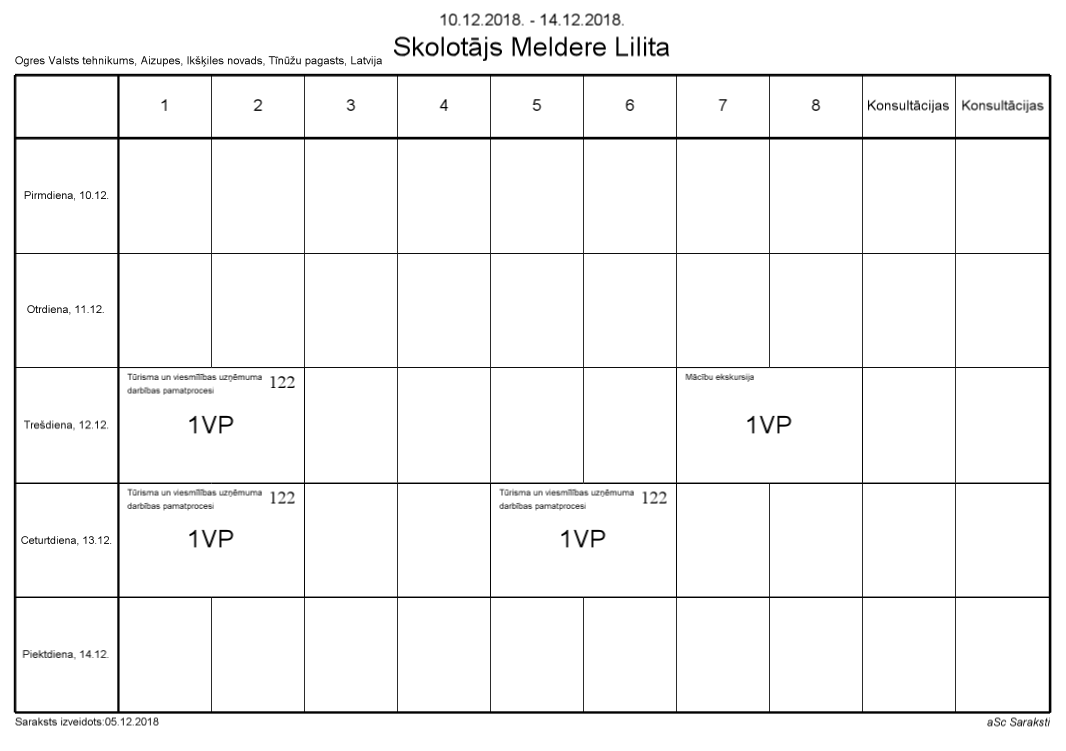 10.12.2018. - 14.12.2018.
Skolotājs Meldere Lilita
Ogres Valsts tehnikums, Aizupes, Ikšķiles novads, Tīnūžu pagasts, Latvija
1 2 3 4 5 6 7 8 Konsultācijas Konsultācijas
Pirmdiena, 10.12.
Otrdiena, 11.12.
Trešdiena, 12.12.
Tūrisma un viesmīlības uzņēmuma
darbības pamatprocesi
122
1VP
Mācību ekskursija
1VP
Ceturtdiena, 13.12.
Tūrisma un viesmīlības uzņēmuma
darbības pamatprocesi
122
1VP
Tūrisma un viesmīlības uzņēmuma
darbības pamatprocesi
122
1VP
Piektdiena, 14.12.
Saraksts izveidots:05.12.2018
aSc Saraksti